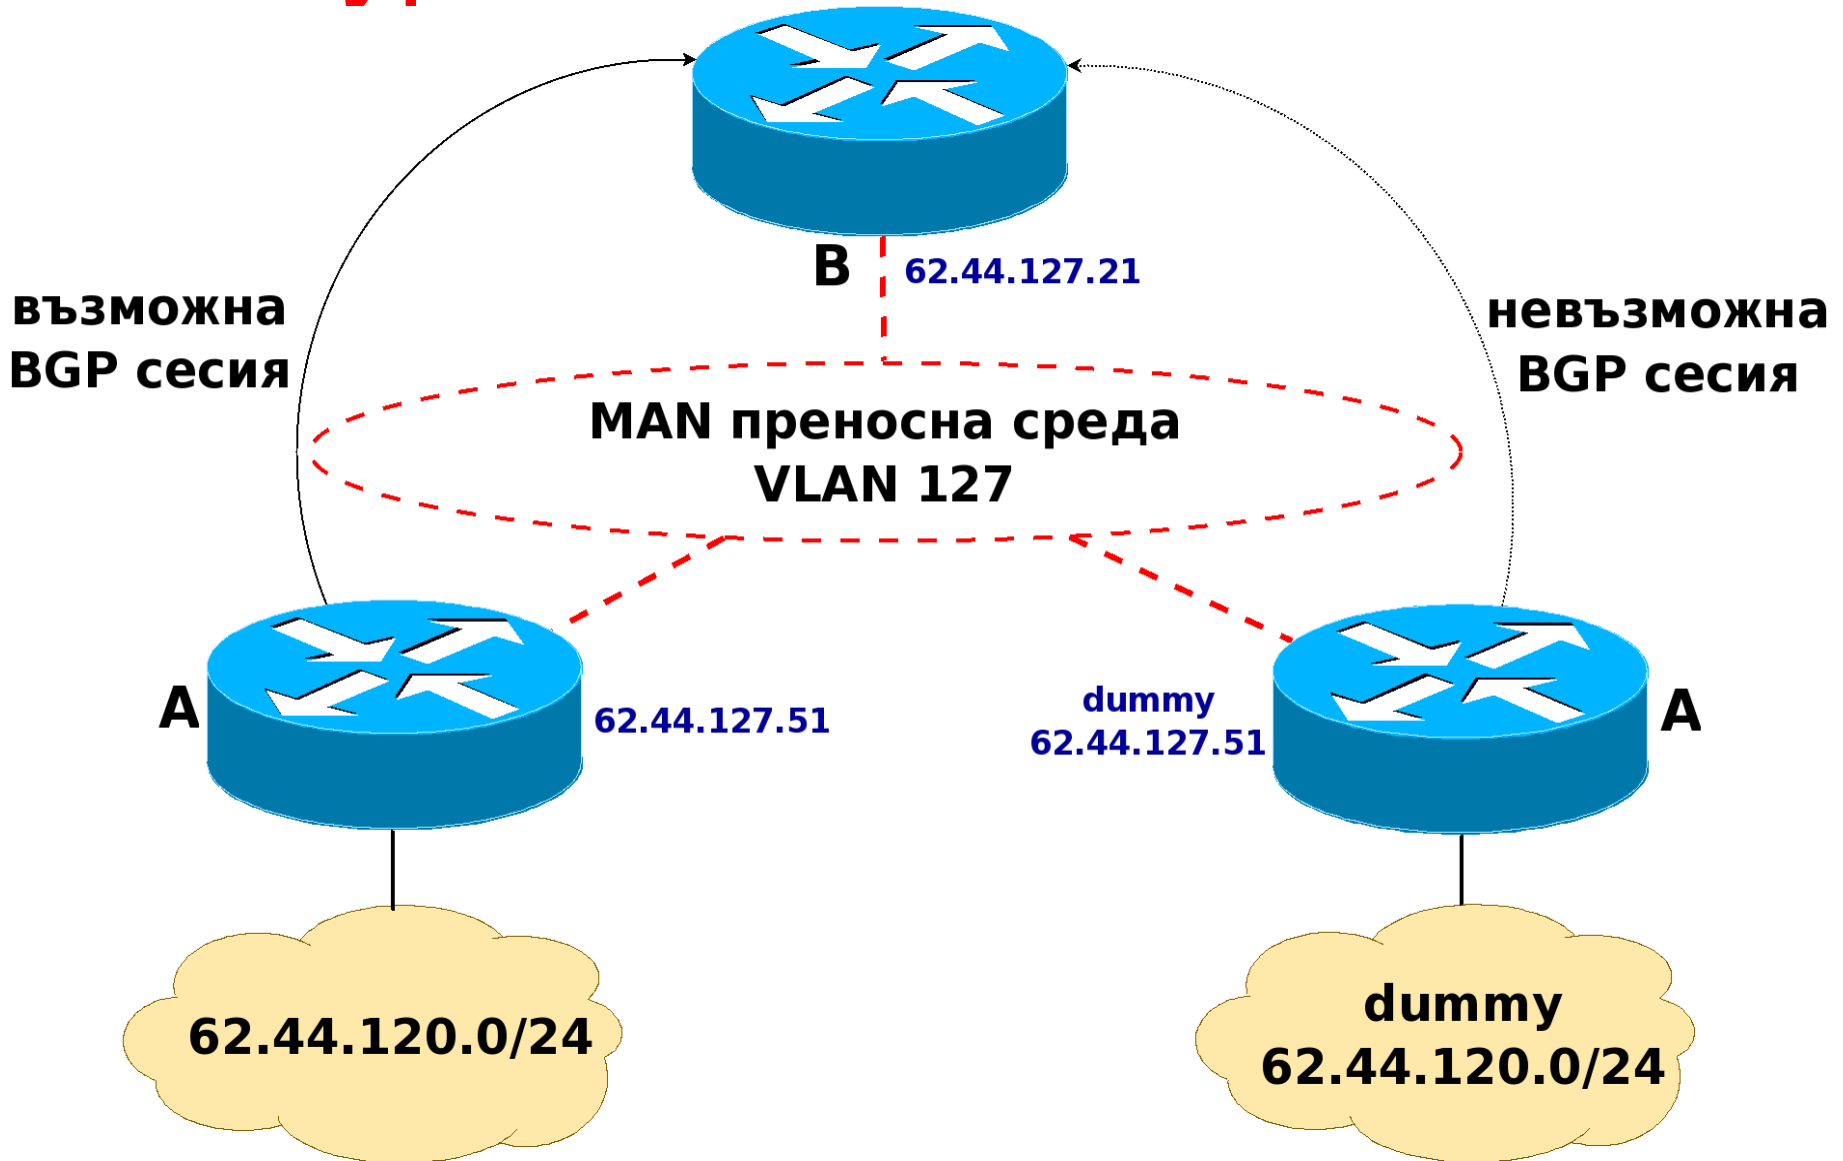 B
62.44.127.21
възможна
BGP сесия
невъзможна
BGP сесия
MAN преносна среда
VLAN 127
A
62.44.127.51
dummy
62.44.127.51
A
62.44.120.0/24
dummy
62.44.120.0/24